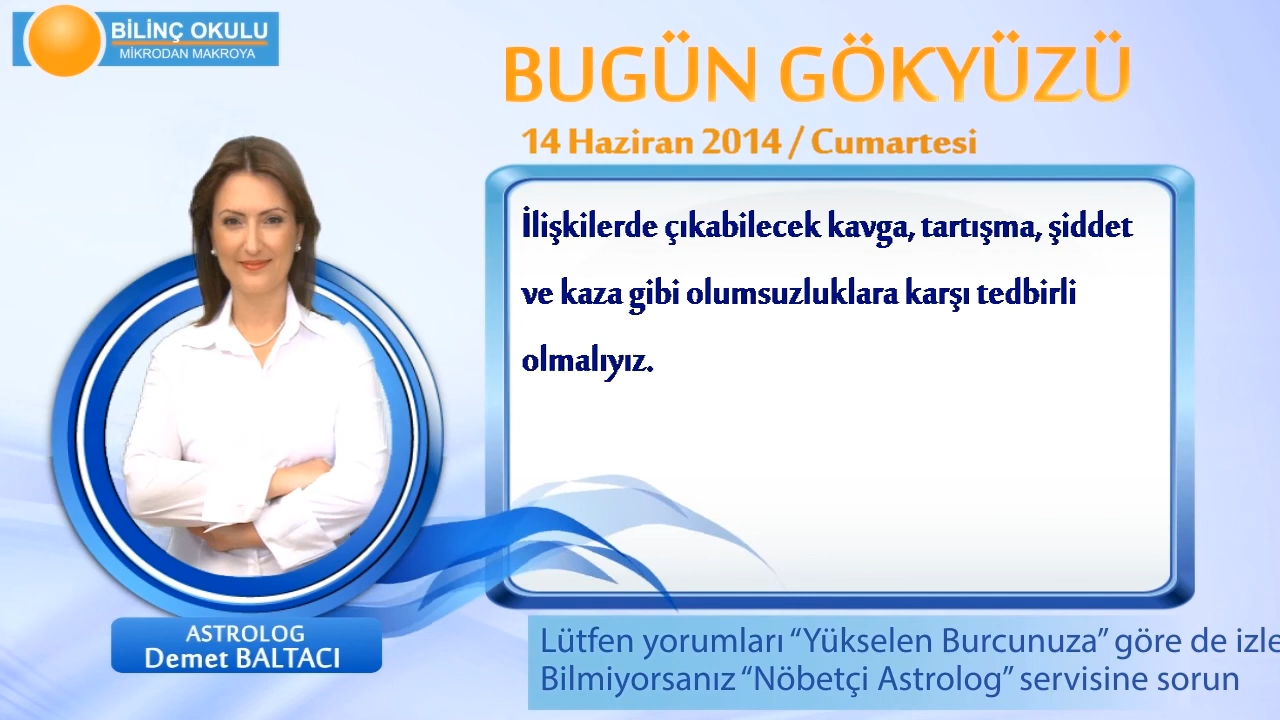 BİLİNÇ OKULU
MİKRODAN MAKROYA
BUGÜN GÖKYÜZÜ
14 Haziran 2014 / Cumartesi
İlişkilerde çıkabilecek kavga, tartışma, şiddet
ve kaza gibi olumsuzluklara karşı tedbirli
olmalıyız.
ASTROLOG
Demet BALTACI
Lütfen yorumları “Yükselen Burcunuza” göre de izle
Bilmiyorsanız “Nöbetçi Astrolog” servisine sorun